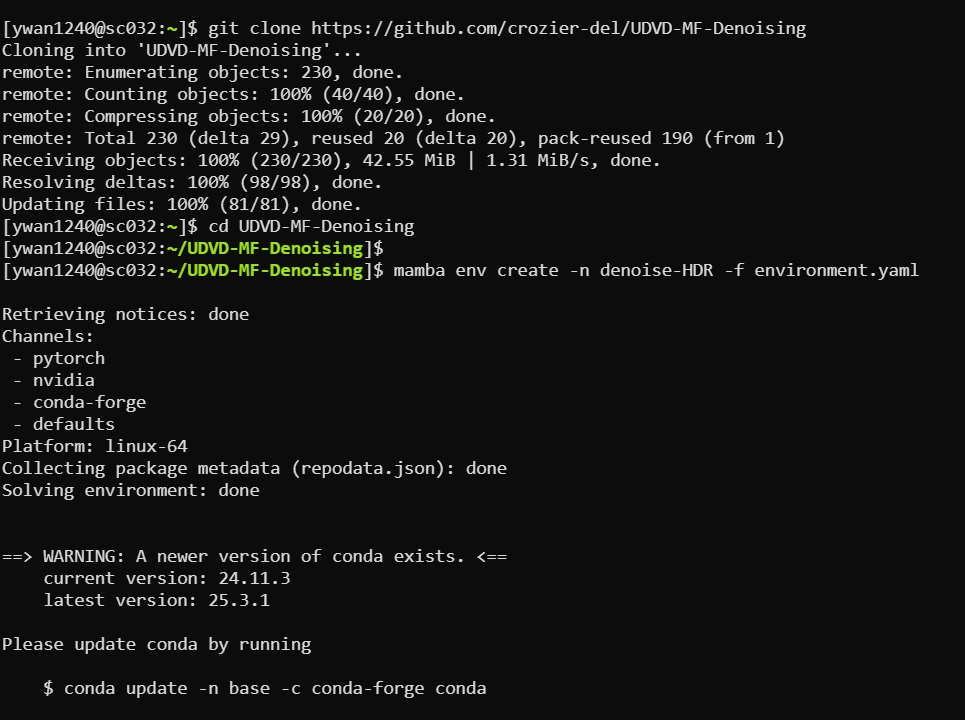 [ywan1240@sc032:~]$ git clone https://github.com/crozier-del/UDVD-MF-Denoising
Cloning into 'UDVD-MF-Denoising'...
remote: Enumerating objects: 230, done.
remote: Counting objects: 100% (40/40), done.
remote: Compressing objects: 100% (20/20), done.
remote: Total 230 (delta 29), reused 20 (delta 20), pack-reused 190 (from 1)
Receiving objects: 100% (230/230), 42.55 MiB | 1.31 MiB/s, done.
Resolving deltas: 100% (98/98), done.
Updating files: 100% (81/81), done.
[ywan1240@sc032:~]$ cd UDVD-MF-Denoising
[ywan1240@sc032:~/UDVD-MF-Denoising]$
[ywan1240@sc032:~/UDVD-MF-Denoising]$ mamba env create -n denoise-HDR -f environment.yaml
Retrieving notices: done
Channels:
 - pytorch
 - nvidia
 - conda-forge
 - defaults
Platform: linux-64
Collecting package metadata (repodata.json): done
Solving environment: done
==> WARNING: A newer version of conda exists. <==
    current version: 24.11.3
    latest version: 25.3.1
Please update conda by running
    $ conda update -n base -c conda-forge conda